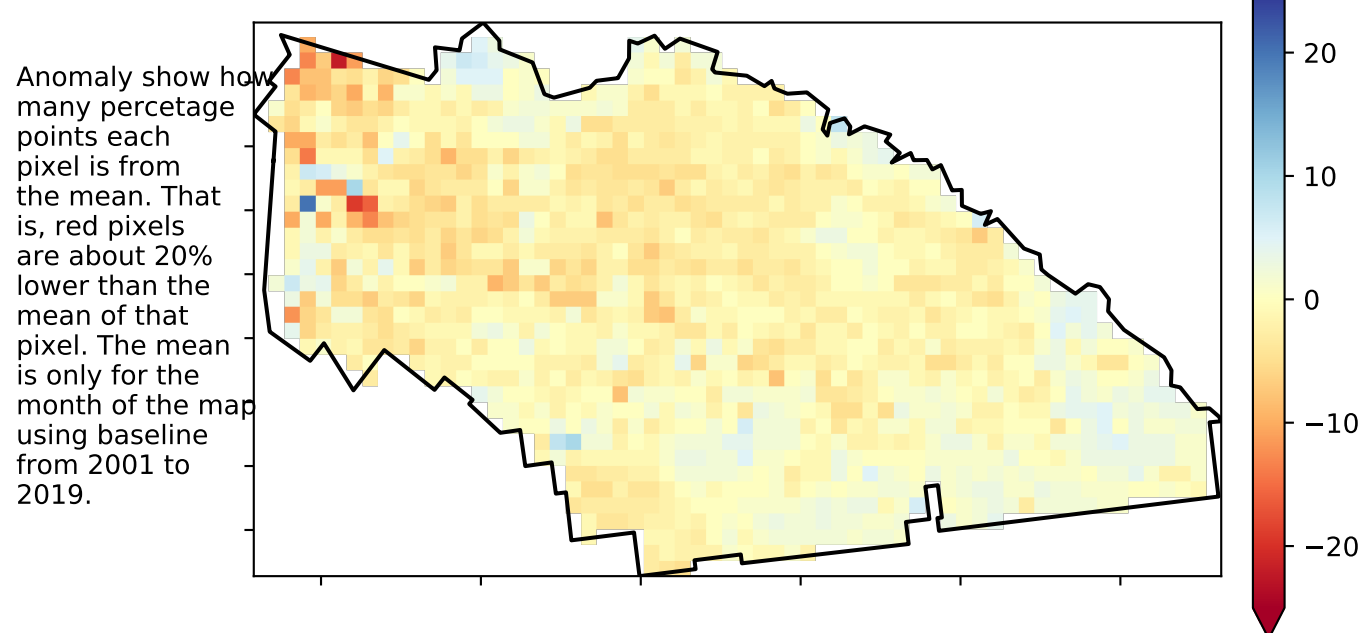 Anomaly show how
many percetage
points each
pixel is from
the mean. That
is, red pixels
are about 20%
lower than the
mean of that
pixel. The mean
is only for the
month of the map
using baseline
from 2001 to
2019.
20
10
0
−10
−20